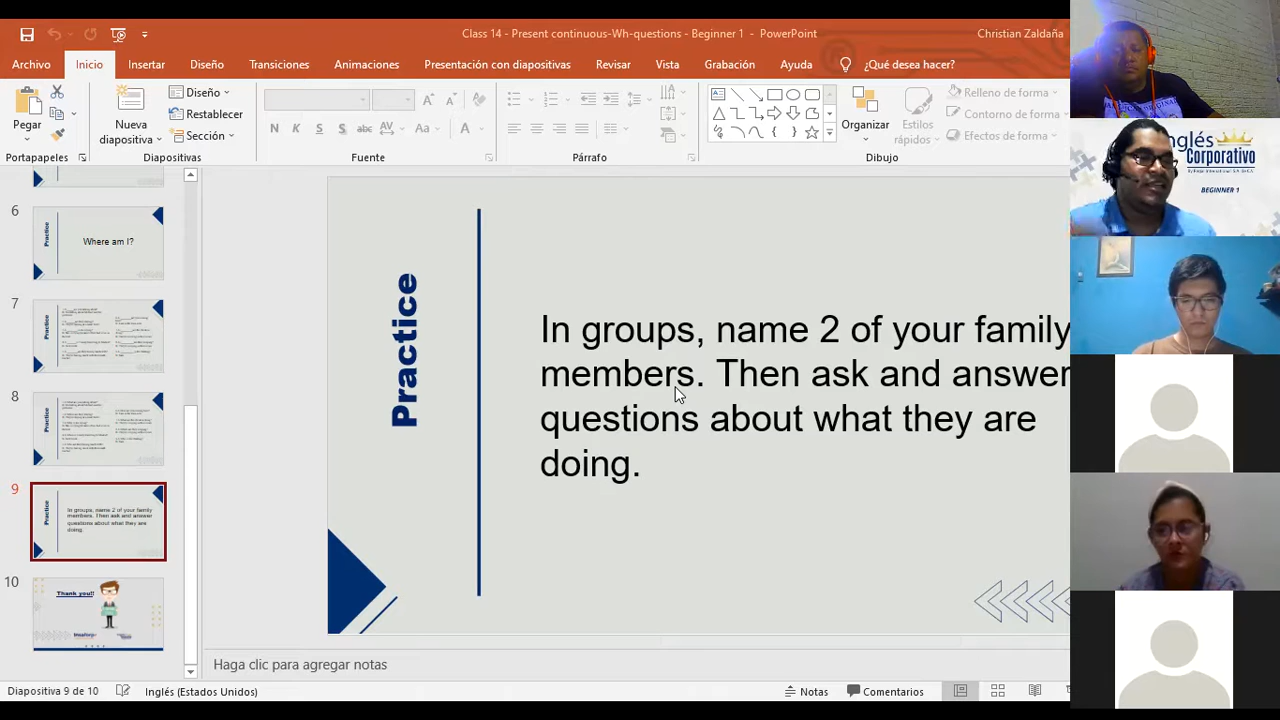 Class 14 - Present continuous-Wh-questions - Beginner 1 - PowerPoint
Christian Zaldaña
Archivo Inicio Insertar Diseño Transiciones Animaciones Presentación con diapositivas Revisar Vista Grabación Ayuda ¿Qué desea hacer?
Pegar
Nueva diapositiva
Diseño
Restablecer
Sección
N K S S abc AV Aa A
Organizar
Estilos rápidos
Relleno de forma
Contorno de forma
Efectos de forma
Portapapeles Diapositivas Fuente Párrafo Dibujo
6
Practice
Where am I?
7
Practice
8
Practice
9
Practice
In groups, name 2 of your family
members. Then ask and answer
questions about what they are
doing.
10
Thank you!!
Practice
In groups, name 2 of your family
members. Then ask and answer
questions about what they are
doing.
Haga clic para agregar notas
Diapositiva 9 de 10 Inglés (Estados Unidos) Notas Comentarios
Inglés
Corporativo
BEGINNER 1